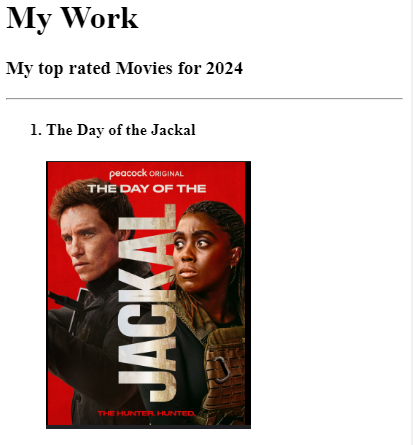 My Work
My top rated Movies for 2024
1. The Day of the Jackal
peacock ORIGINAL
THE DAY OF THE
JACKAL
THE HUNTER. HUNTED.